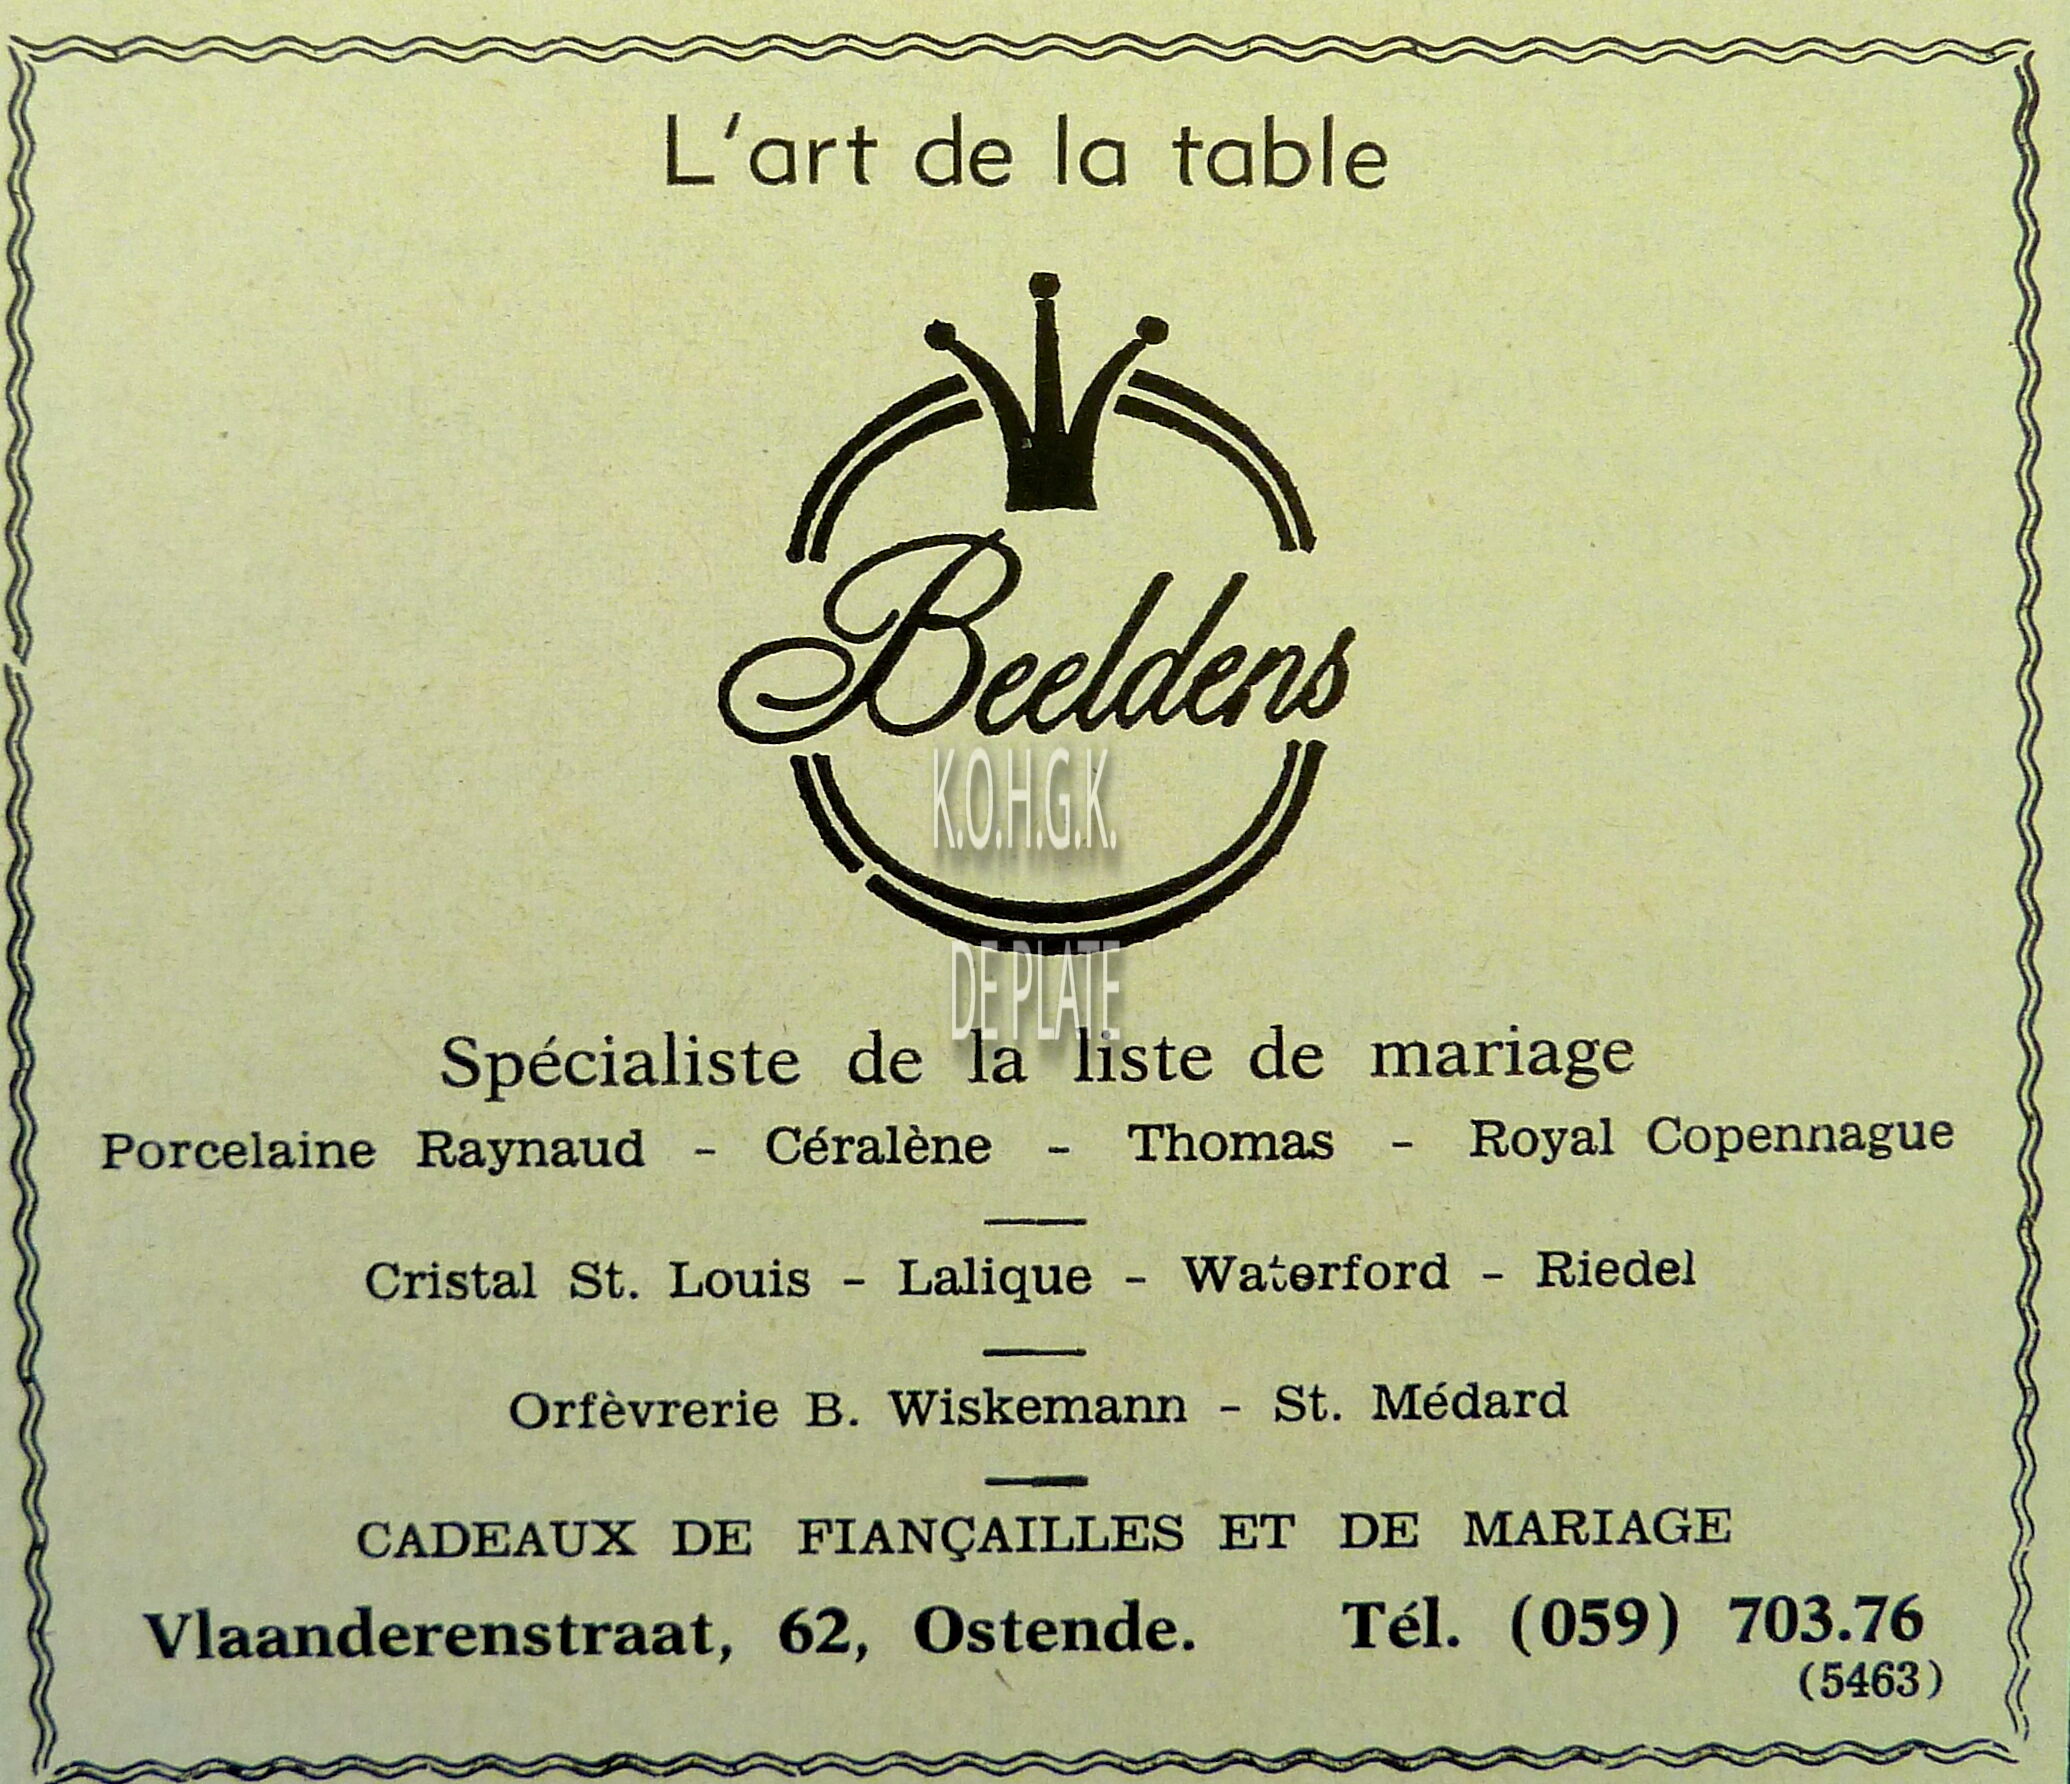 L'art de la table
Beeldens
K.O.H.G.K.
DE PLATE
Spécialiste de la liste de mariage
Porcelaine Raynaud - Céralène - Thomas - Royal Copennague
Cristal St. Louis - Lalique - Waterford - Riedel
Orfèvrerie B. Wiskemann - St. Médard
CADEAUX DE FIANÇAILLES ET DE MARIAGE
Vlaanderenstraat, 62, Ostende. Tél. (059) 703.76
(5463)